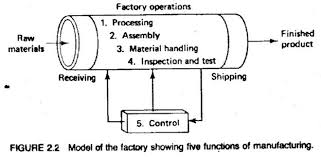 Factory operations
Raw
materials
1. Processing
2. Assembly
3. Material handling
4. Inspection and test
Finished
product
Receiving
Shipping
5. Control
FIGURE 2.2 Model of the factory showing five functions of manufacturing.